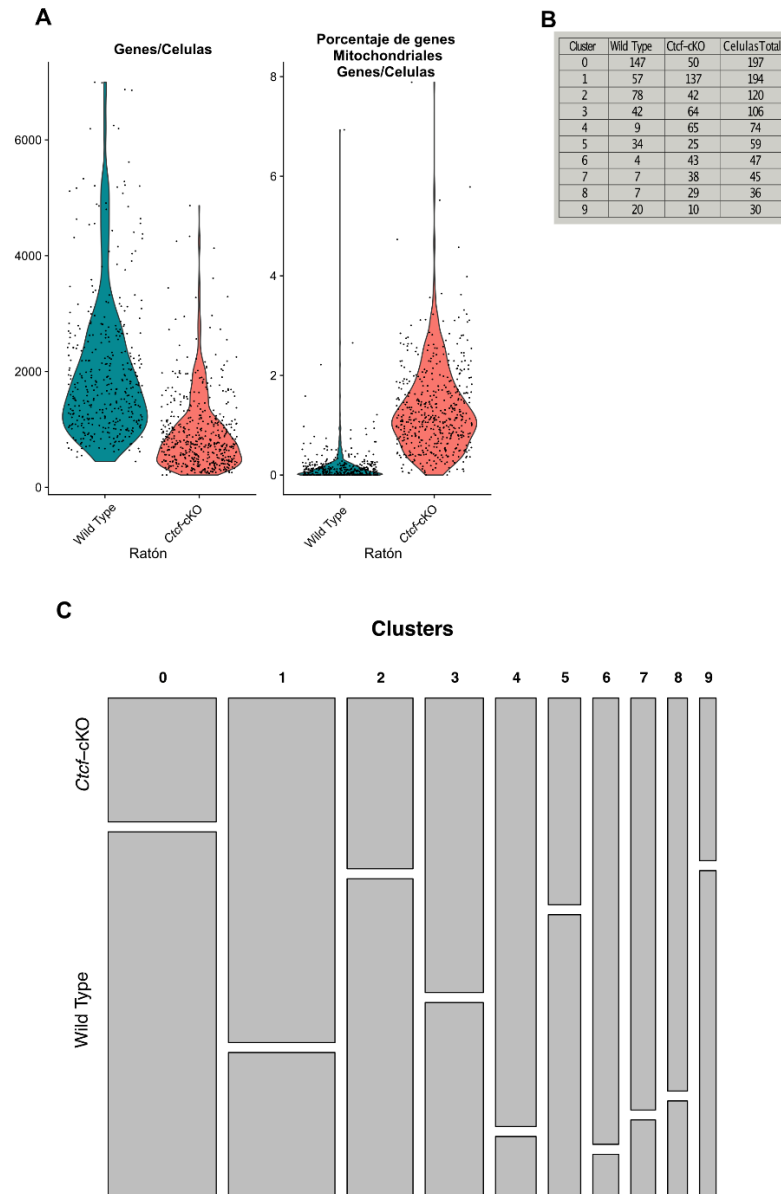 A
Genes/Celulas
6000
4000
2000
0
Wild Type
Ctcf-cKO
Ratón
Porcentaje de genes
Mitochondriales
Genes/Celulas
8
6
4
2
0
Wild Type
Ctcf-cKO
Ratón
B
Cluster Wild Type Ctcf-cKO Celulas Total
0 147 50 197
1 57 137 194
2 78 42 120
3 42 64 106
4 9 65 74
5 34 25 59
6 4 43 47
7 7 38 45
8 7 29 36
9 20 10 30
C
Clusters
0 1 2 3 4 5 6 7 8 9
Ctcf-cKO
Wild Type